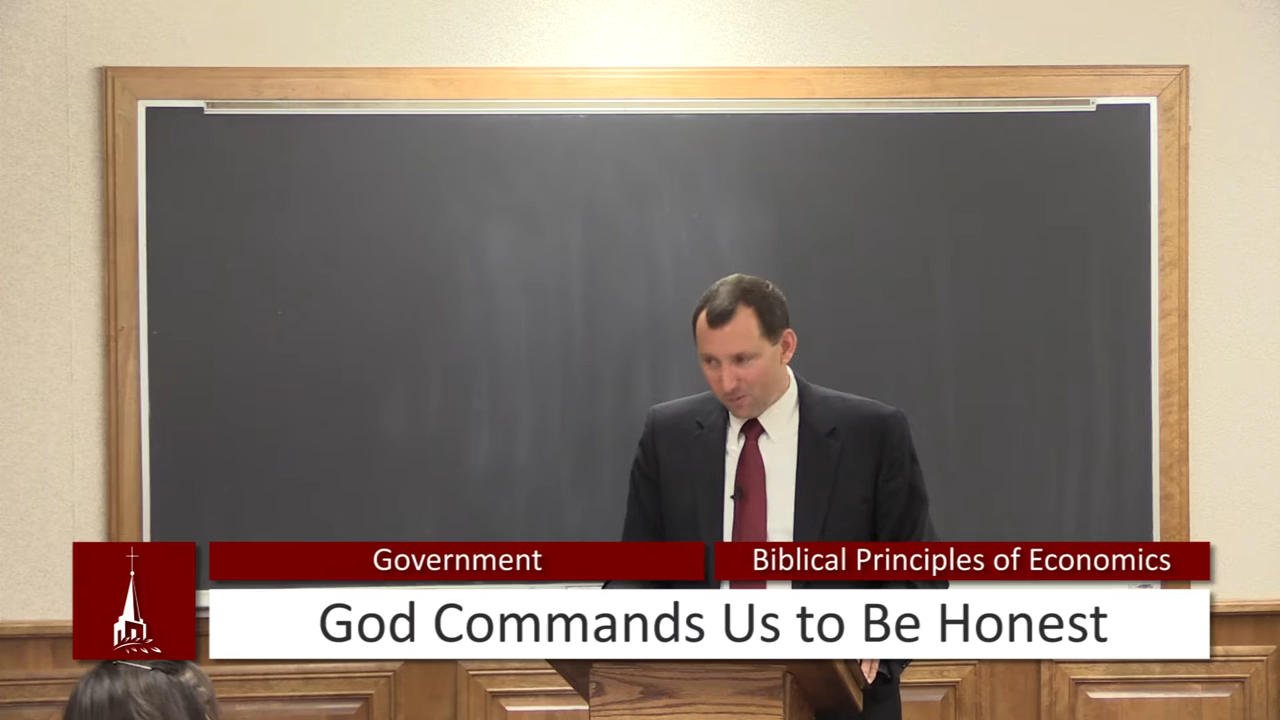 Government
Biblical Principles of Economics
God Commands Us to Be Honest